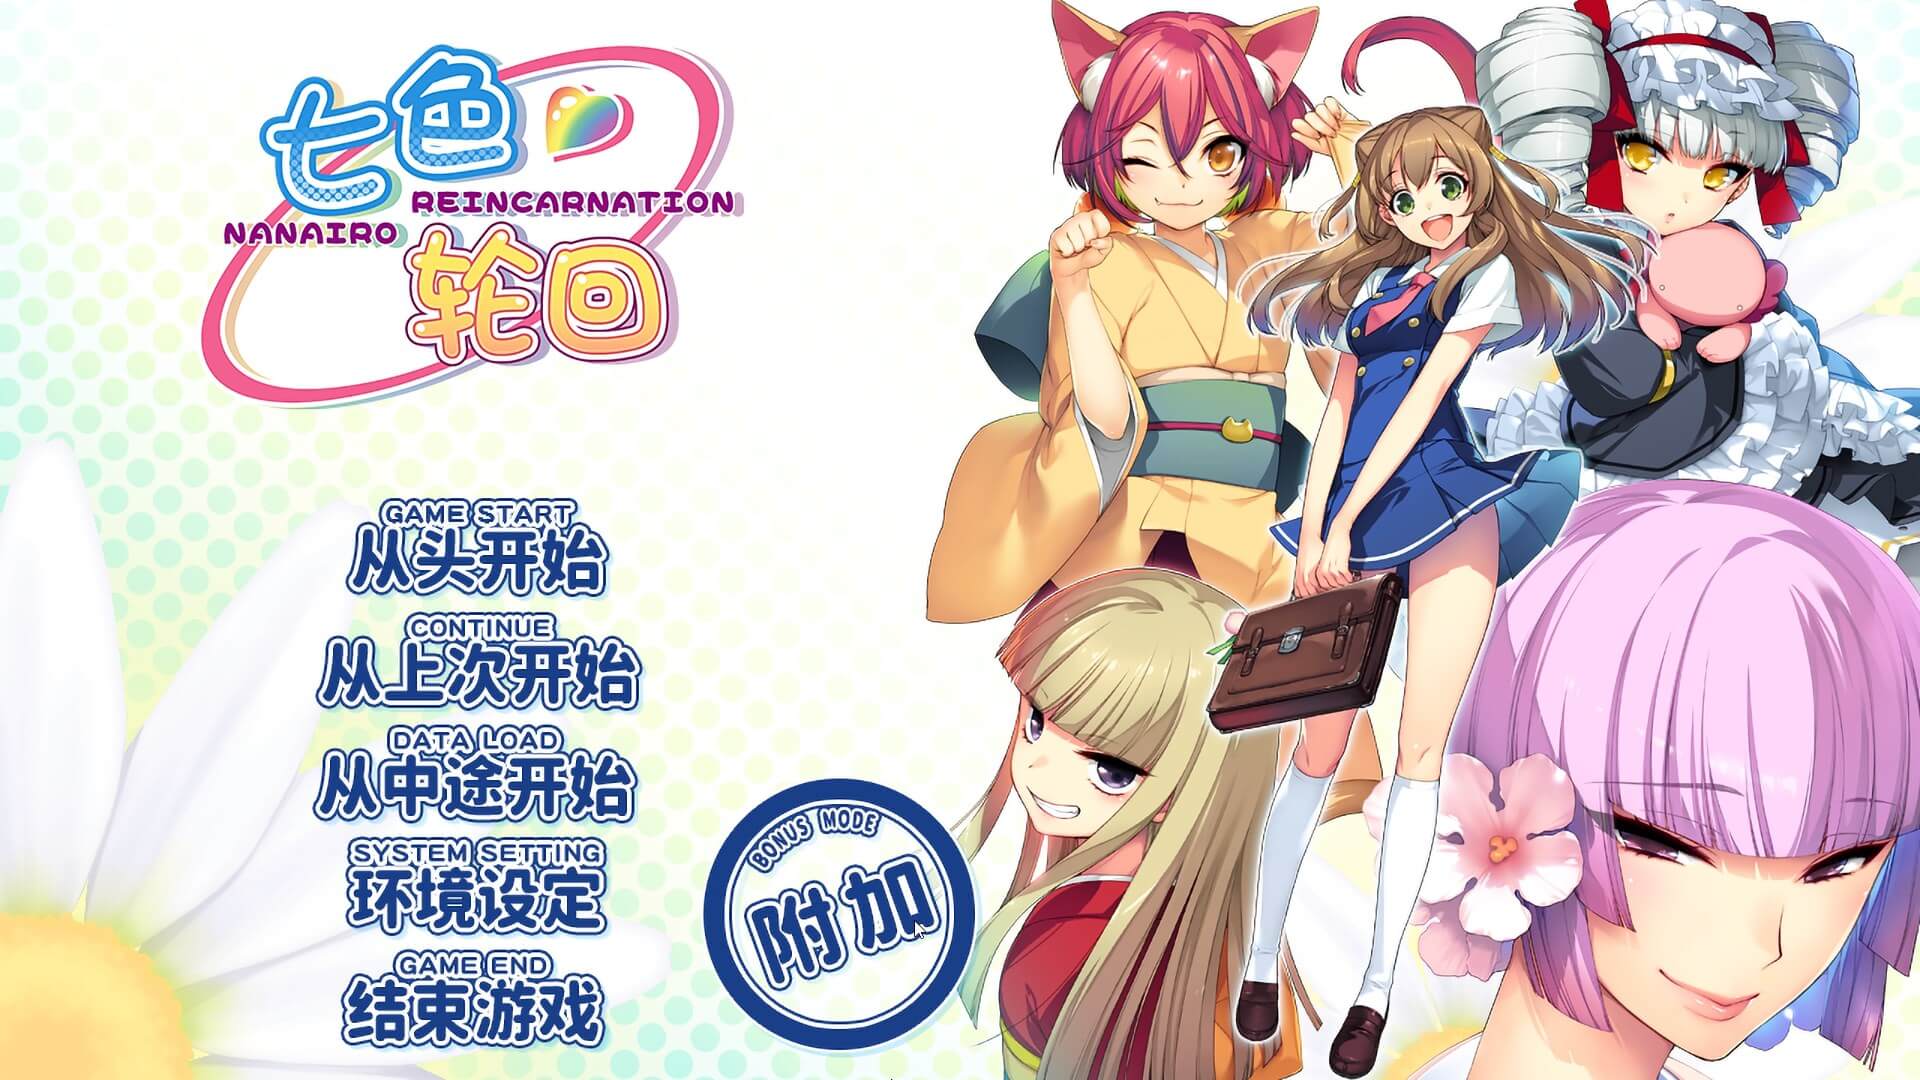 七色
NANAIRO REINCARNATION
轮回
GAME START
从头开始
CONTINUE
从上次开始
DATA LOAD
从中途开始
SYSTEM SETTING
环境设定
GAME END
结束游戏
BONUS MODE
附加